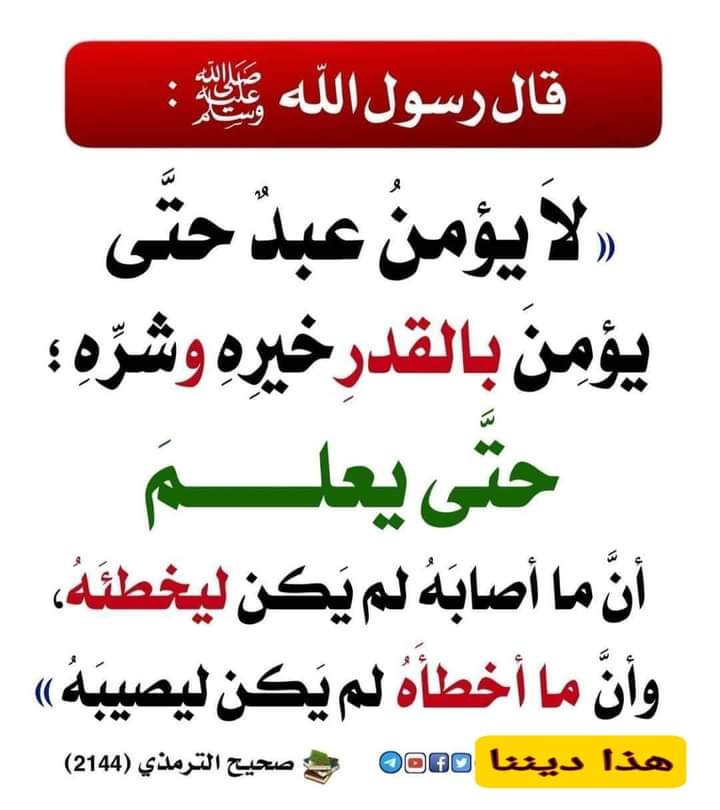 قال رسول الله ﷺ :
« لاَ يؤمنُ عبدٌ حتَّى
يؤمِنَ بالقدرِ خيرِهِ وشرِّهِ ؛
حتَّى يعلـــــمَ
أنَّ ما أصابَهُ لم يَكن ليخطئَهُ،
وأنَّ ما أخطأَهُ لم يَكن ليصيبَهُ »
هذا ديننا صحيح الترمذي (2144)